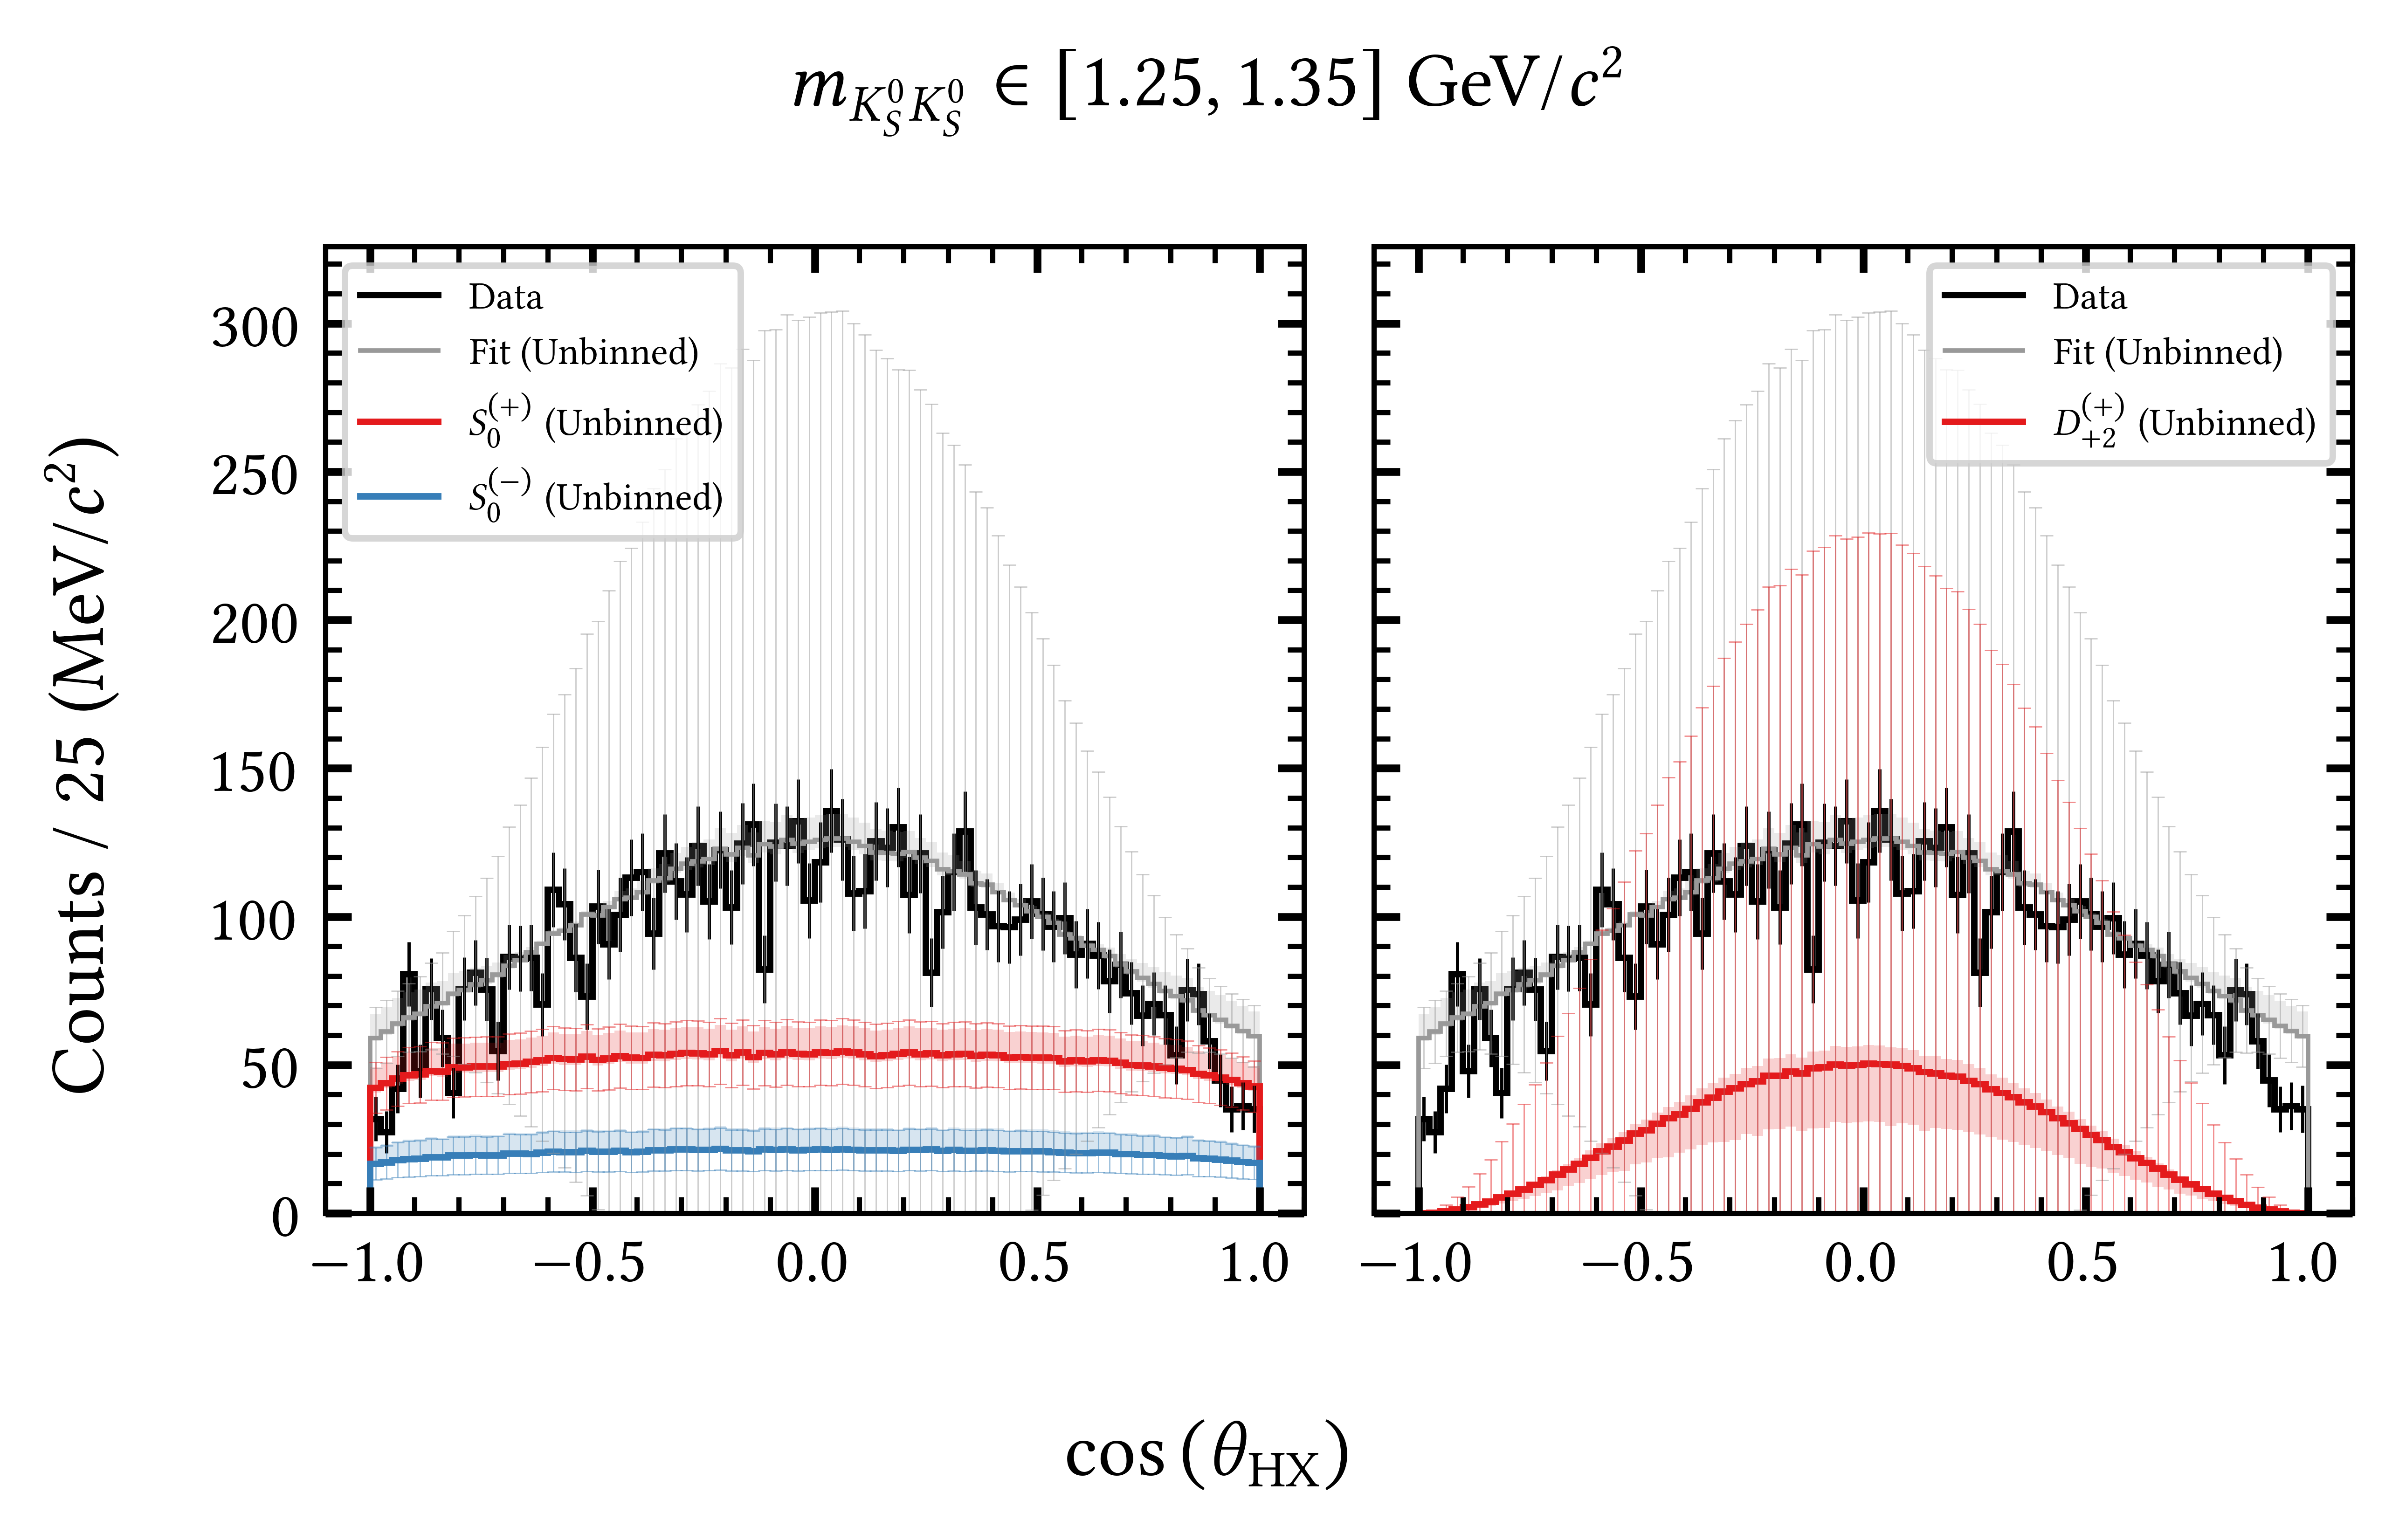 m_{K_S^0 K_S^0} ∈ [1.25, 1.35] GeV/c²
Counts / 25 (MeV/c²)
300
250
200
150
100
50
0
Data
Fit (Unbinned)
S_0^{(+)} (Unbinned)
S_0^{(−)} (Unbinned)
−1.0 −0.5 0.0 0.5 1.0
Data
Fit (Unbinned)
D_{+2}^{(+)} (Unbinned)
−1.0 −0.5 0.0 0.5 1.0
cos (θ_{HX})